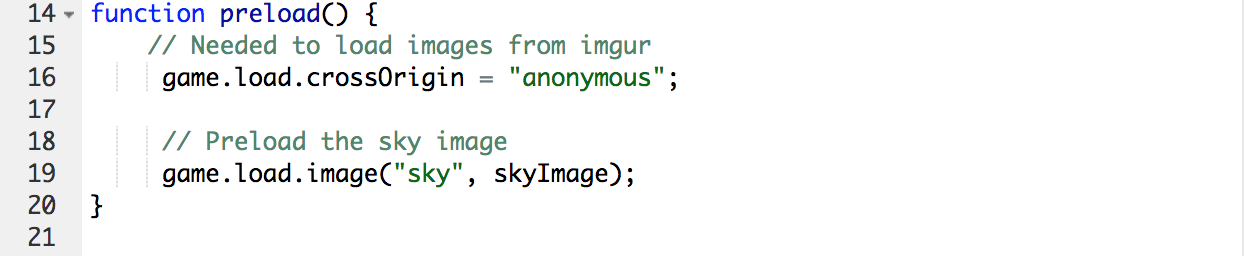 14 function preload() {
15 // Needed to load images from imgur
16 game.load.crossOrigin = "anonymous";
17
18 // Preload the sky image
19 game.load.image("sky", skyImage);
20 }
21